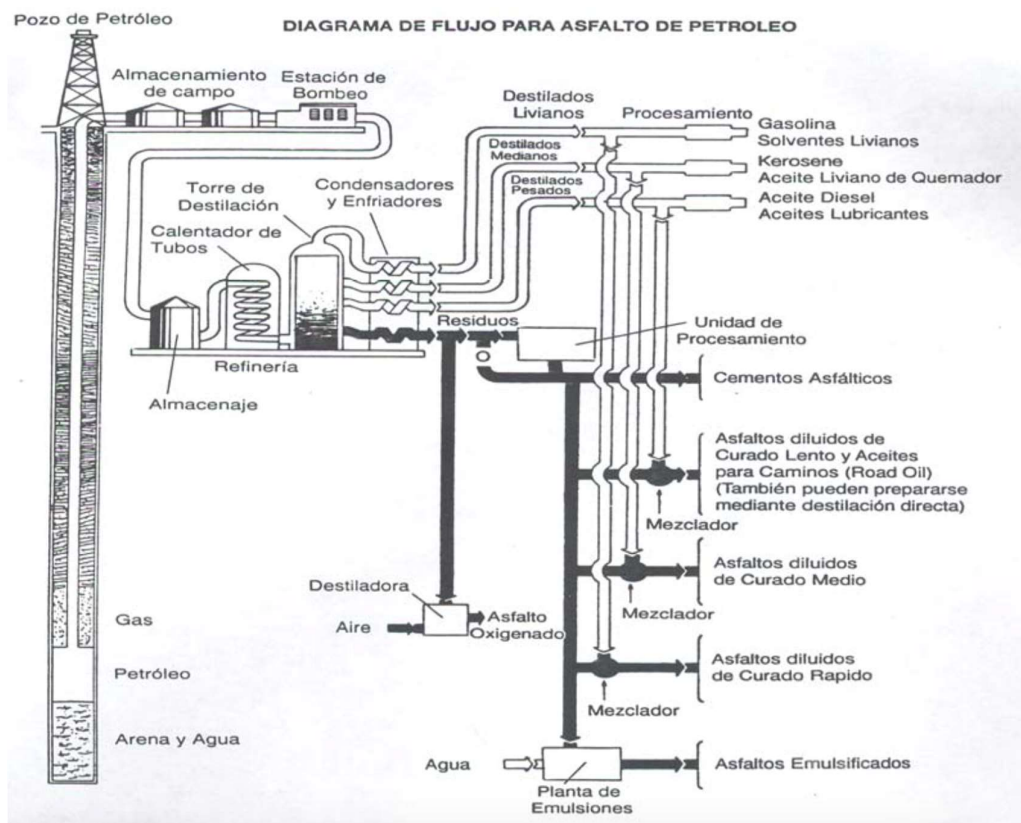 Pozo de Petróleo
DIAGRAMA DE FLUJO PARA ASFALTO DE PETROLEO
Almacenamiento
de campo
Estación de
Bombeo
Destilados
Livianos
Procesamiento
Gasolina
Solventes Livianos
Destilados
Medianos
Kerosene
Aceite Liviano de Quemador
Destilados
Pesados
Aceite Diesel
Aceites Lubricantes
Torre de
Destilación
Condensadores
y Enfriadores
Calentador de
Tubos
Residuos
Unidad de
Procesamiento
Refinería
Almacenaje
o
Cementos Asfálticos
Asfaltos diluidos de
Curado Lento y Aceites
para Caminos (Road Oil)
(También pueden prepararse
mediante destilación directa)
Mezclador
Asfaltos diluidos
de Curado Medio
Mezclador
Destiladora
Aire
Asfalto
Oxigenado
Gas
Petróleo
Arena y Agua
Asfaltos diluidos
de Curado Rapido
Mezclador
Agua
Planta de
Emulsiones
Asfaltos Emulsificados